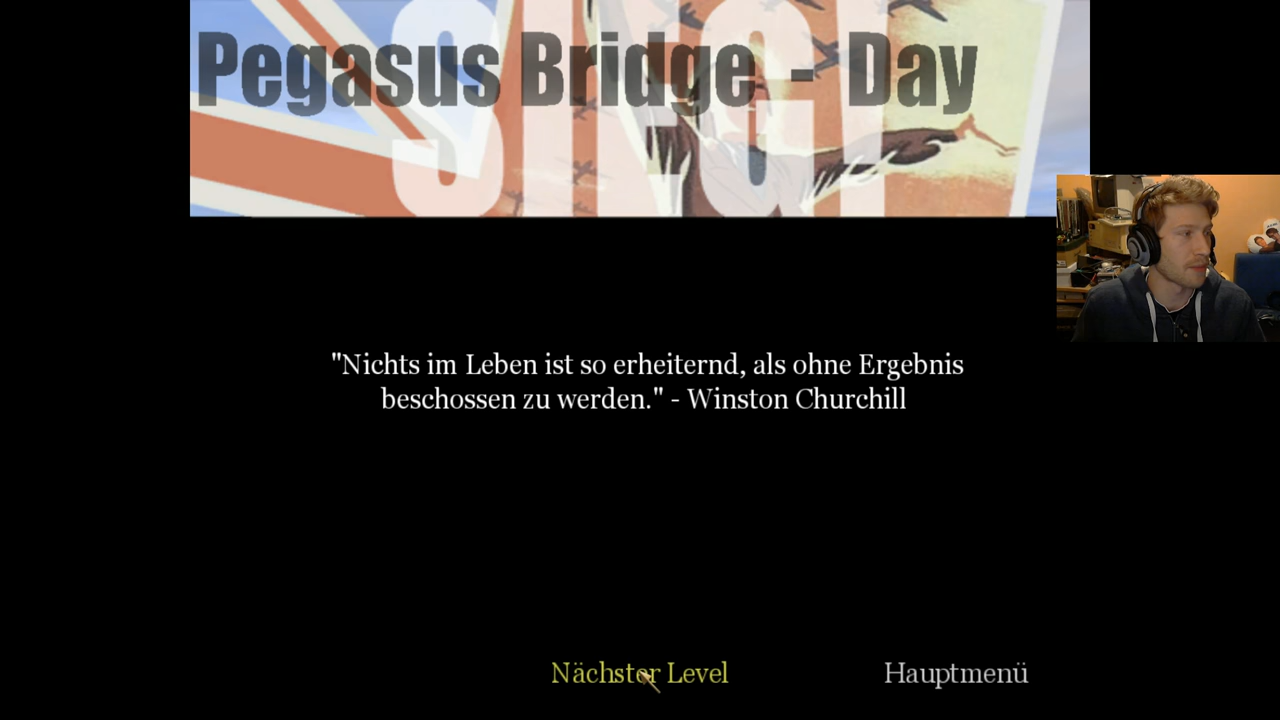 SIEG!
Pegasus Bridge - Day
"Nichts im Leben ist so erheiternd, als ohne Ergebnis
beschossen zu werden." - Winston Churchill
Nächster Level
Hauptmenü